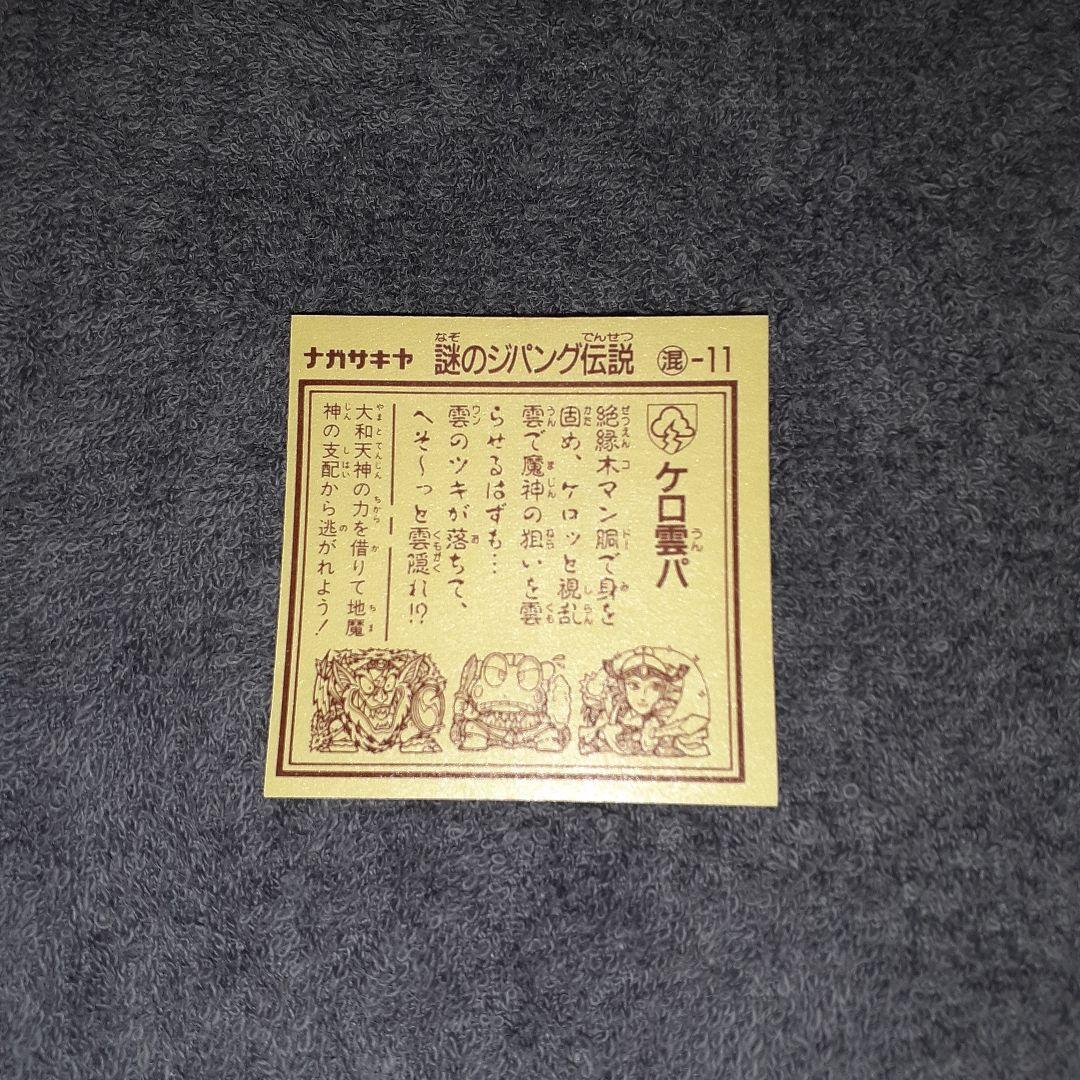 ナガサキヤ 謎のジパング伝説 ㊟混-11
ケロ雲パ
絶縁木マン胴で身を
固め、ケロッと視乱
雲で魔神の狙いを雲
らせるはずも…
雲のツキが落ちて、
へそ〜っと雲隠れ!?
大和天神の力を借りて地魔
神の支配から逃がれよう！